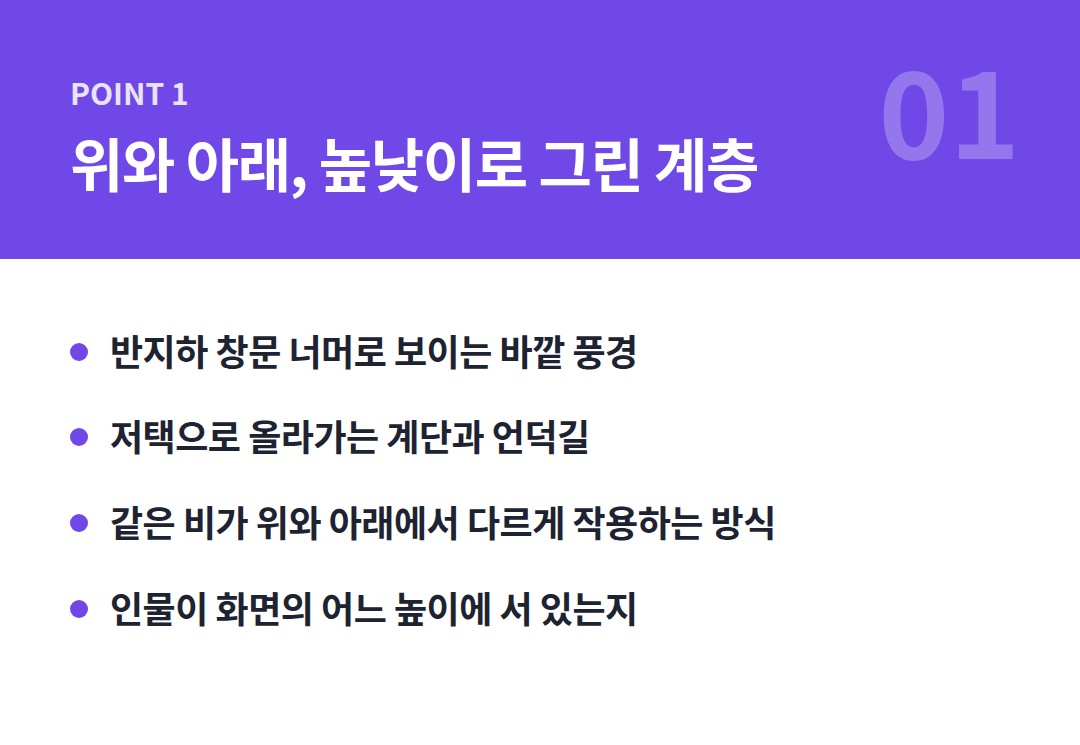 POINT 1
01
위와 아래, 높낮이로 그린 계층
반지하 창문 너머로 보이는 바깥 풍경
저택으로 올라가는 계단과 언덕길
같은 비가 위와 아래에서 다르게 작용하는 방식
인물이 화면의 어느 높이에 서 있는지